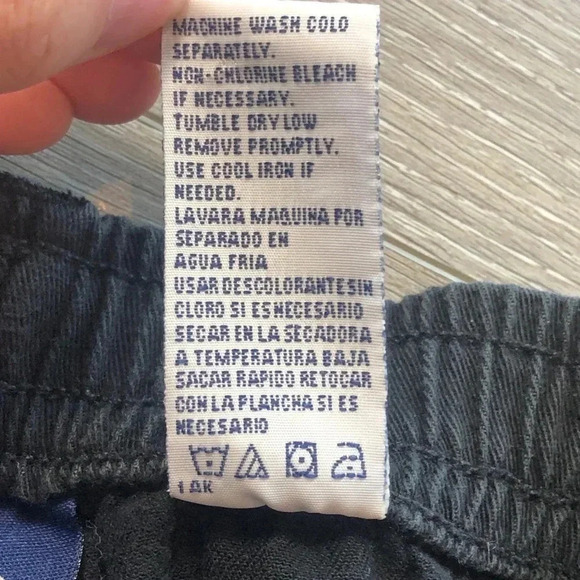 MACHINE WASH COLD
SEPARATELY.
NON-CHLORINE BLEACH
IF NECESSARY.
TUMBLE DRY LOW
REMOVE PROMPTLY.
USE COOL IRON IF
NEEDED.
LAVARA MAQUINA POR
SEPARADO EN
AGUA FRIA
USAR DESCOLORANTE SIN
CLORO SI ES NECESARIO
SECAR EN LA SECADORA
A TEMPERATURA BAJA
SACAR RAPIDO RETOCAR
CON LA PLANCHA SI ES
NECESARIO
1 AK